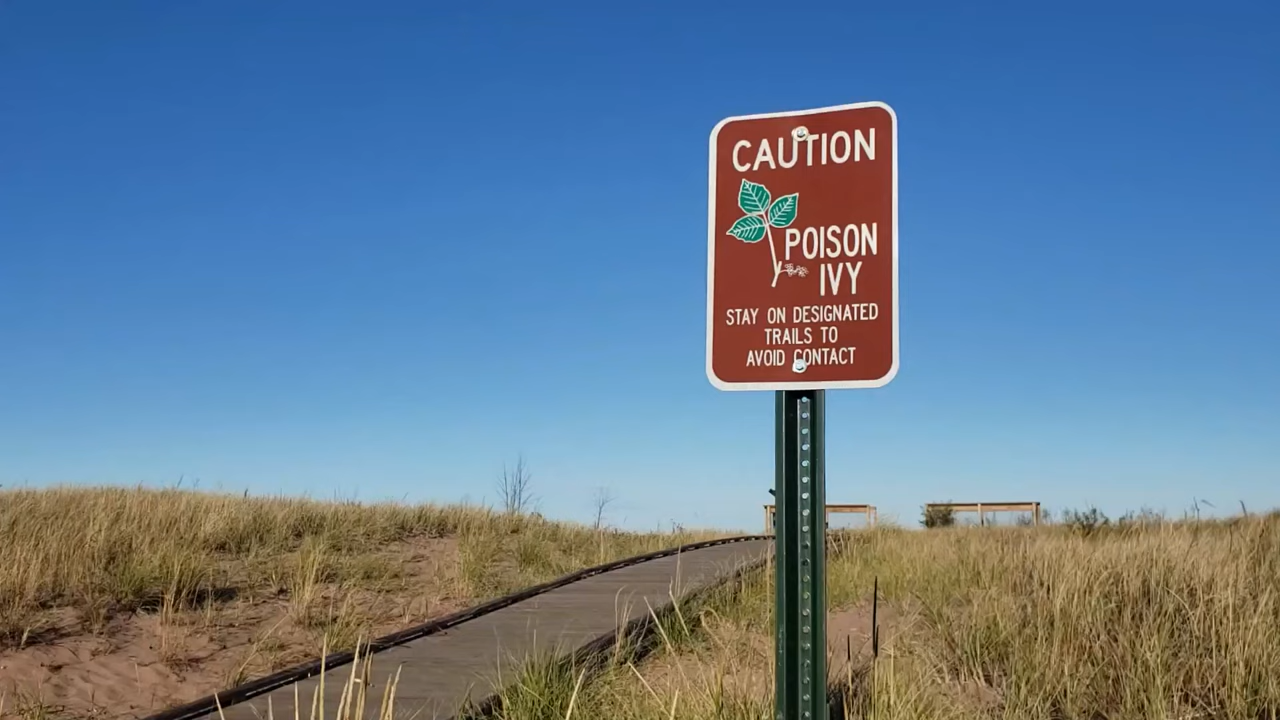 CAUTION
POISON
IVY
STAY ON DESIGNATED
TRAILS TO
AVOID CONTACT